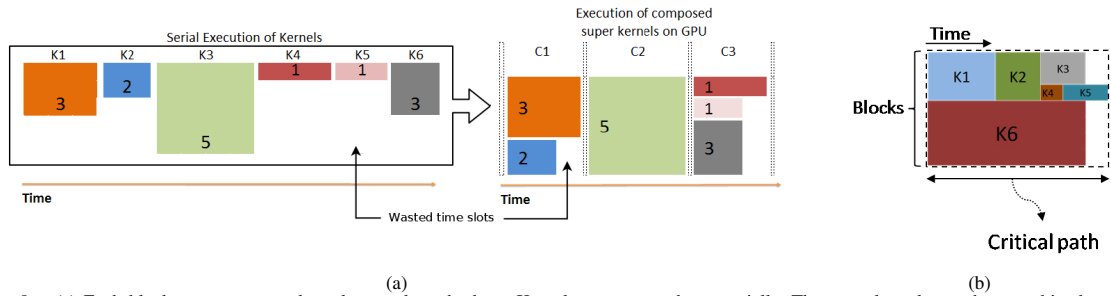 Serial Execution of Kernels
K1 K2 K3 K4 K5 K6
3
2
5
1
1
3
Time
Wasted time slots
Execution of composed
super kernels on GPU
C1 C2 C3
3
2
5
1
1
3
Time
(a)
Time
Blocks
K1
K2
K3
K4
K5
K6
Critical path
(b)